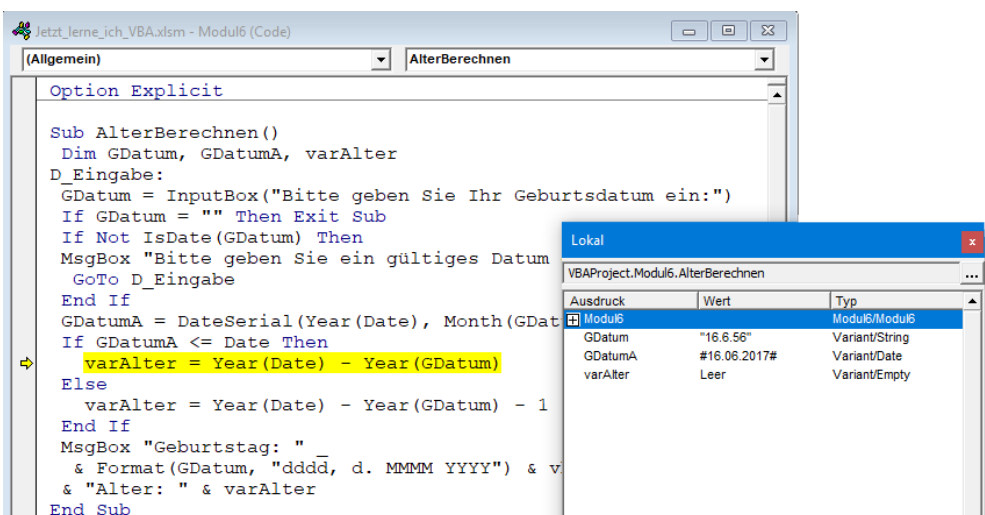 Jetzt_lerne_ich_VBA.xlsm - Modul6 (Code)
(Allgemein) AlterBerechnen
Option Explicit
Sub AlterBerechnen()
Dim GDatum, GDatumA, varAlter
D_Eingabe:
GDatum = InputBox("Bitte geben Sie Ihr Geburtsdatum ein:")
If GDatum = "" Then Exit Sub
If Not IsDate(GDatum) Then
MsgBox "Bitte geben Sie ein gültiges Datum
GoTo D_Eingabe
End If
GDatumA = DateSerial(Year(Date), Month(GDat
If GDatumA <= Date Then
varAlter = Year(Date) - Year(GDatum)
Else
varAlter = Year(Date) - Year(GDatum) - 1
End If
MsgBox "Geburtstag: " _
& Format(GDatum, "dddd, d. MMMM YYYY") & v
& "Alter: " & varAlter
End Sub
Lokal
VBAProject.Modul6.AlterBerechnen ...
Ausdruck Wert Typ
Modul6 Modul6/Modul6
GDatum "16.6.56" Variant/String
GDatumA #16.06.2017# Variant/Date
varAlter Leer Variant/Empty